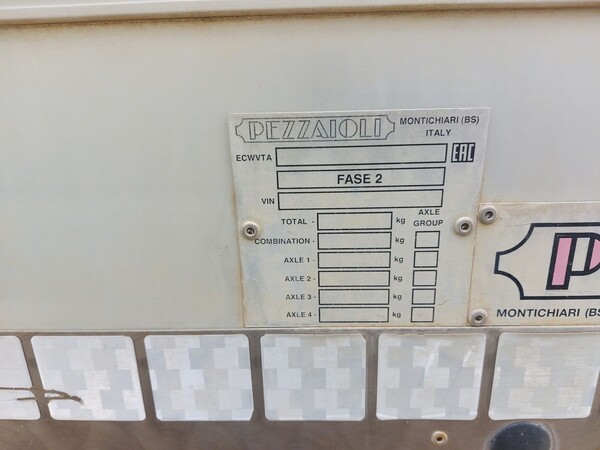 PEZZAIOLI MONTICHIARI (BS)
ITALY
ECWVTA EAC
FASE 2
VIN
TOTAL - kg AXLE GROUP
COMBINATION - kg
AXLE 1 - kg
AXLE 2 - kg
AXLE 3 - kg
AXLE 4 - kg
P
MONTICHIARI (BS